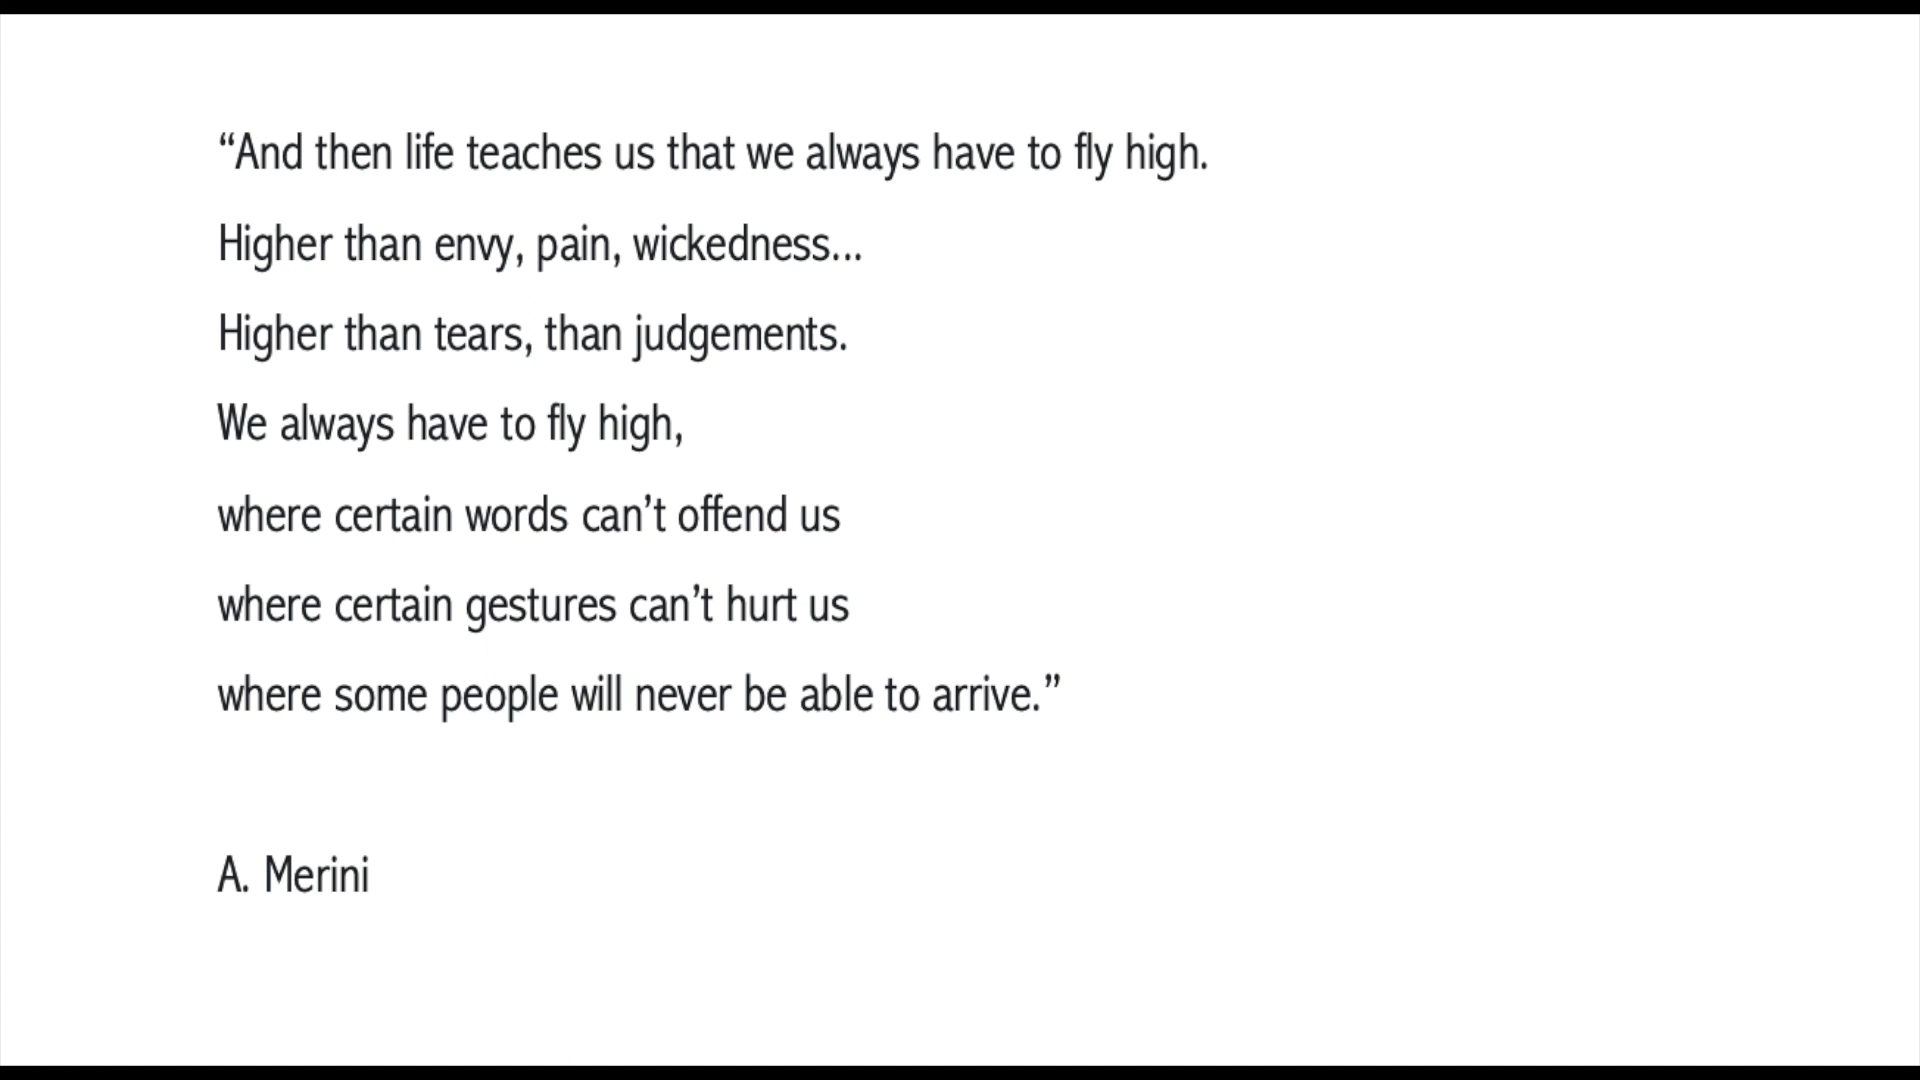 “And then life teaches us that we always have to fly high.
Higher than envy, pain, wickedness...
Higher than tears, than judgements.
We always have to fly high,
where certain words can’t offend us
where certain gestures can’t hurt us
where some people will never be able to arrive.”
A. Merini